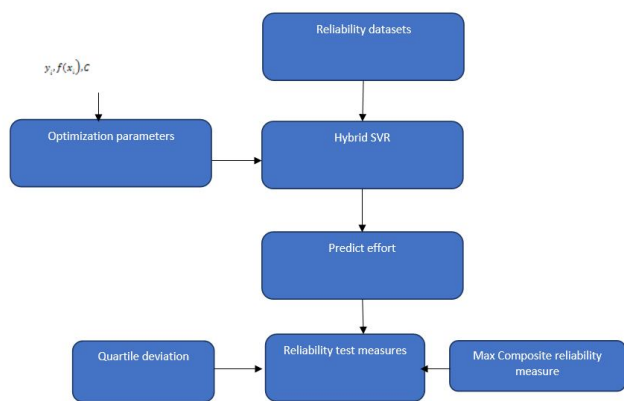 Reliability datasets
y_i, f(x_i), C
Optimization parameters
Hybrid SVR
Predict effort
Quartile deviation
Reliability test measures
Max Composite reliability
measure